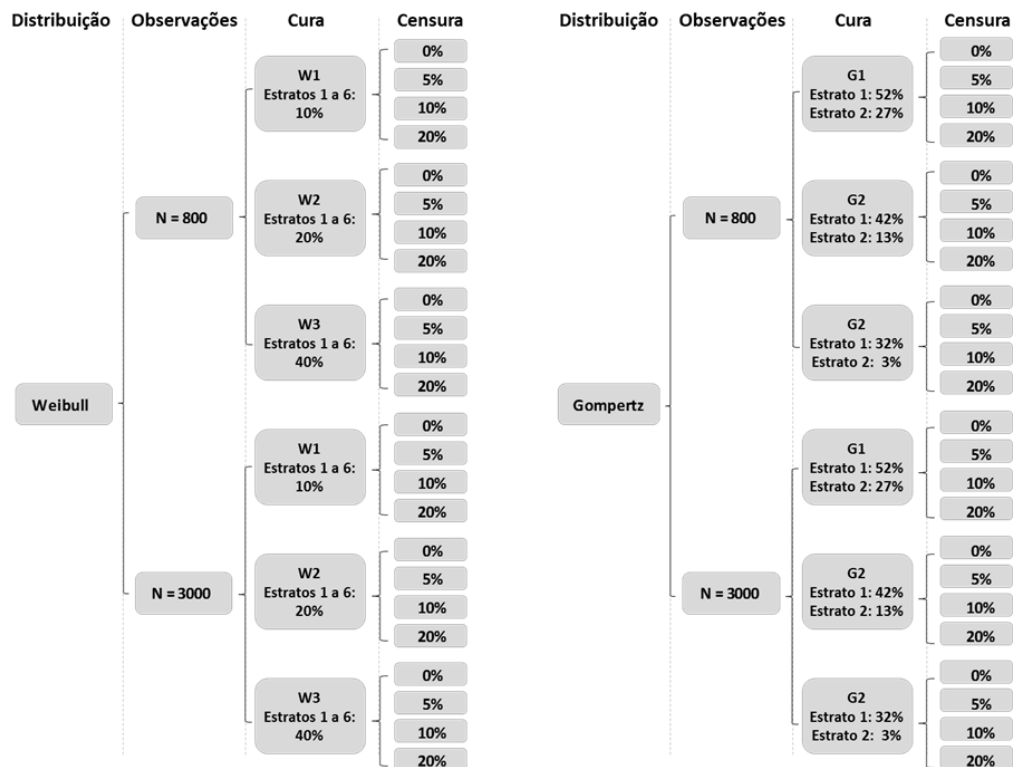 Distribuição Observações Cura Censura
Weibull
N = 800
W1
Estratos 1 a 6:
10%
0%
5%
10%
20%
W2
Estratos 1 a 6:
20%
0%
5%
10%
20%
W3
Estratos 1 a 6:
40%
0%
5%
10%
20%
N = 3000
W1
Estratos 1 a 6:
10%
0%
5%
10%
20%
W2
Estratos 1 a 6:
20%
0%
5%
10%
20%
W3
Estratos 1 a 6:
40%
0%
5%
10%
20%
Distribuição Observações Cura Censura
Gompertz
N = 800
G1
Estrato 1: 52%
Estrato 2: 27%
0%
5%
10%
20%
G2
Estrato 1: 42%
Estrato 2: 13%
0%
5%
10%
20%
G2
Estrato 1: 32%
Estrato 2: 3%
0%
5%
10%
20%
N = 3000
G1
Estrato 1: 52%
Estrato 2: 27%
0%
5%
10%
20%
G2
Estrato 1: 42%
Estrato 2: 13%
0%
5%
10%
20%
G2
Estrato 1: 32%
Estrato 2: 3%
0%
5%
10%
20%